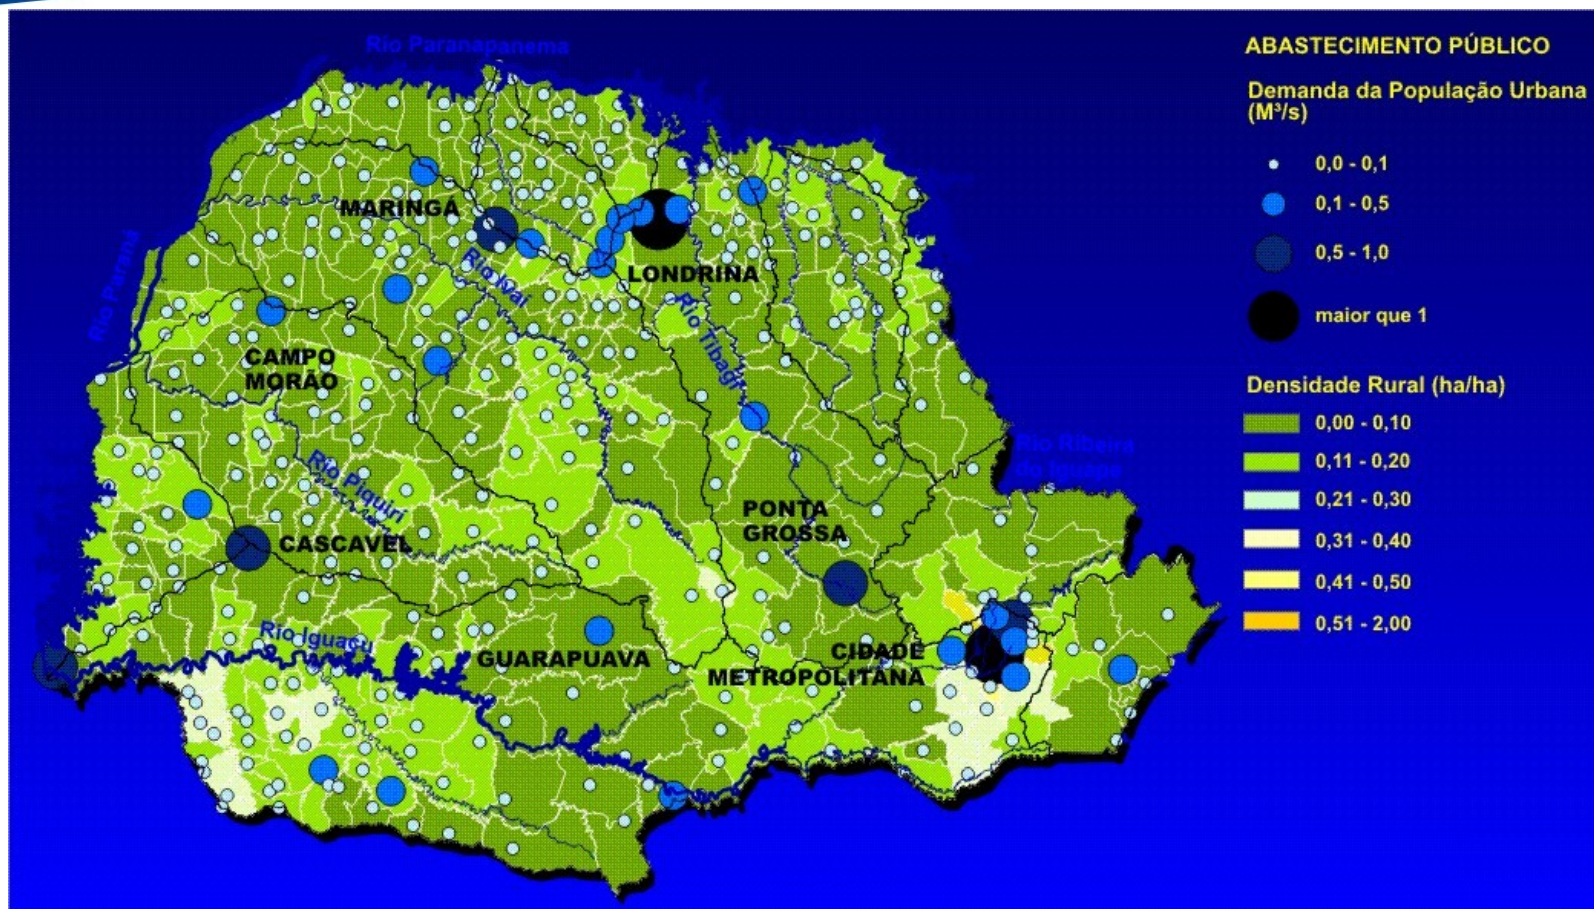 Rio Paranapanema
ABASTECIMENTO PÚBLICO
Demanda da População Urbana
(M³/s)
0,0 - 0,1
0,1 - 0,5
0,5 - 1,0
maior que 1
Densidade Rural (ha/ha)
0,00 - 0,10
0,11 - 0,20
0,21 - 0,30
0,31 - 0,40
0,41 - 0,50
0,51 - 2,00
MARINGÁ
Rio Paraná
Rio Ivaí
LONDRINA
Rio Tibagi
CAMPO
MORÃO
Rio Ribeira
do Iguape
Rio Piquiri
PONTA
GROSSA
CASCAVEL
Rio Iguaçu
GUARAPUAVA
CIDADE
METROPOLITANA